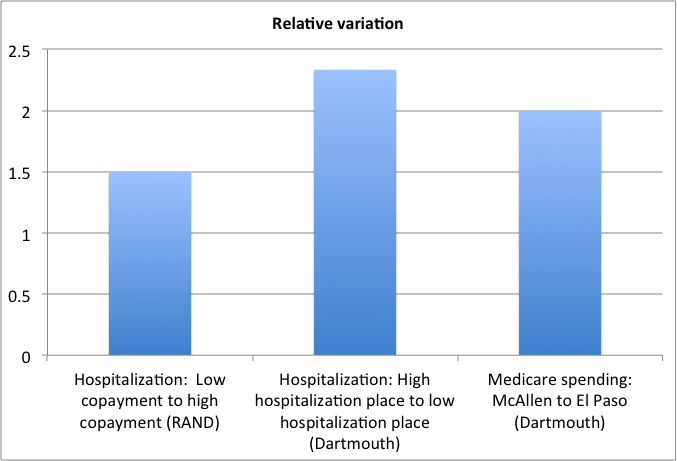 Relative variation
2.5
2
1.5
1
0.5
0
Hospitalization:  Low
copayment to high
copayment (RAND)
Hospitalization: High
hospitalization place to low
hospitalization place
(Dartmouth)
Medicare spending:
McAllen to El Paso
(Dartmouth)